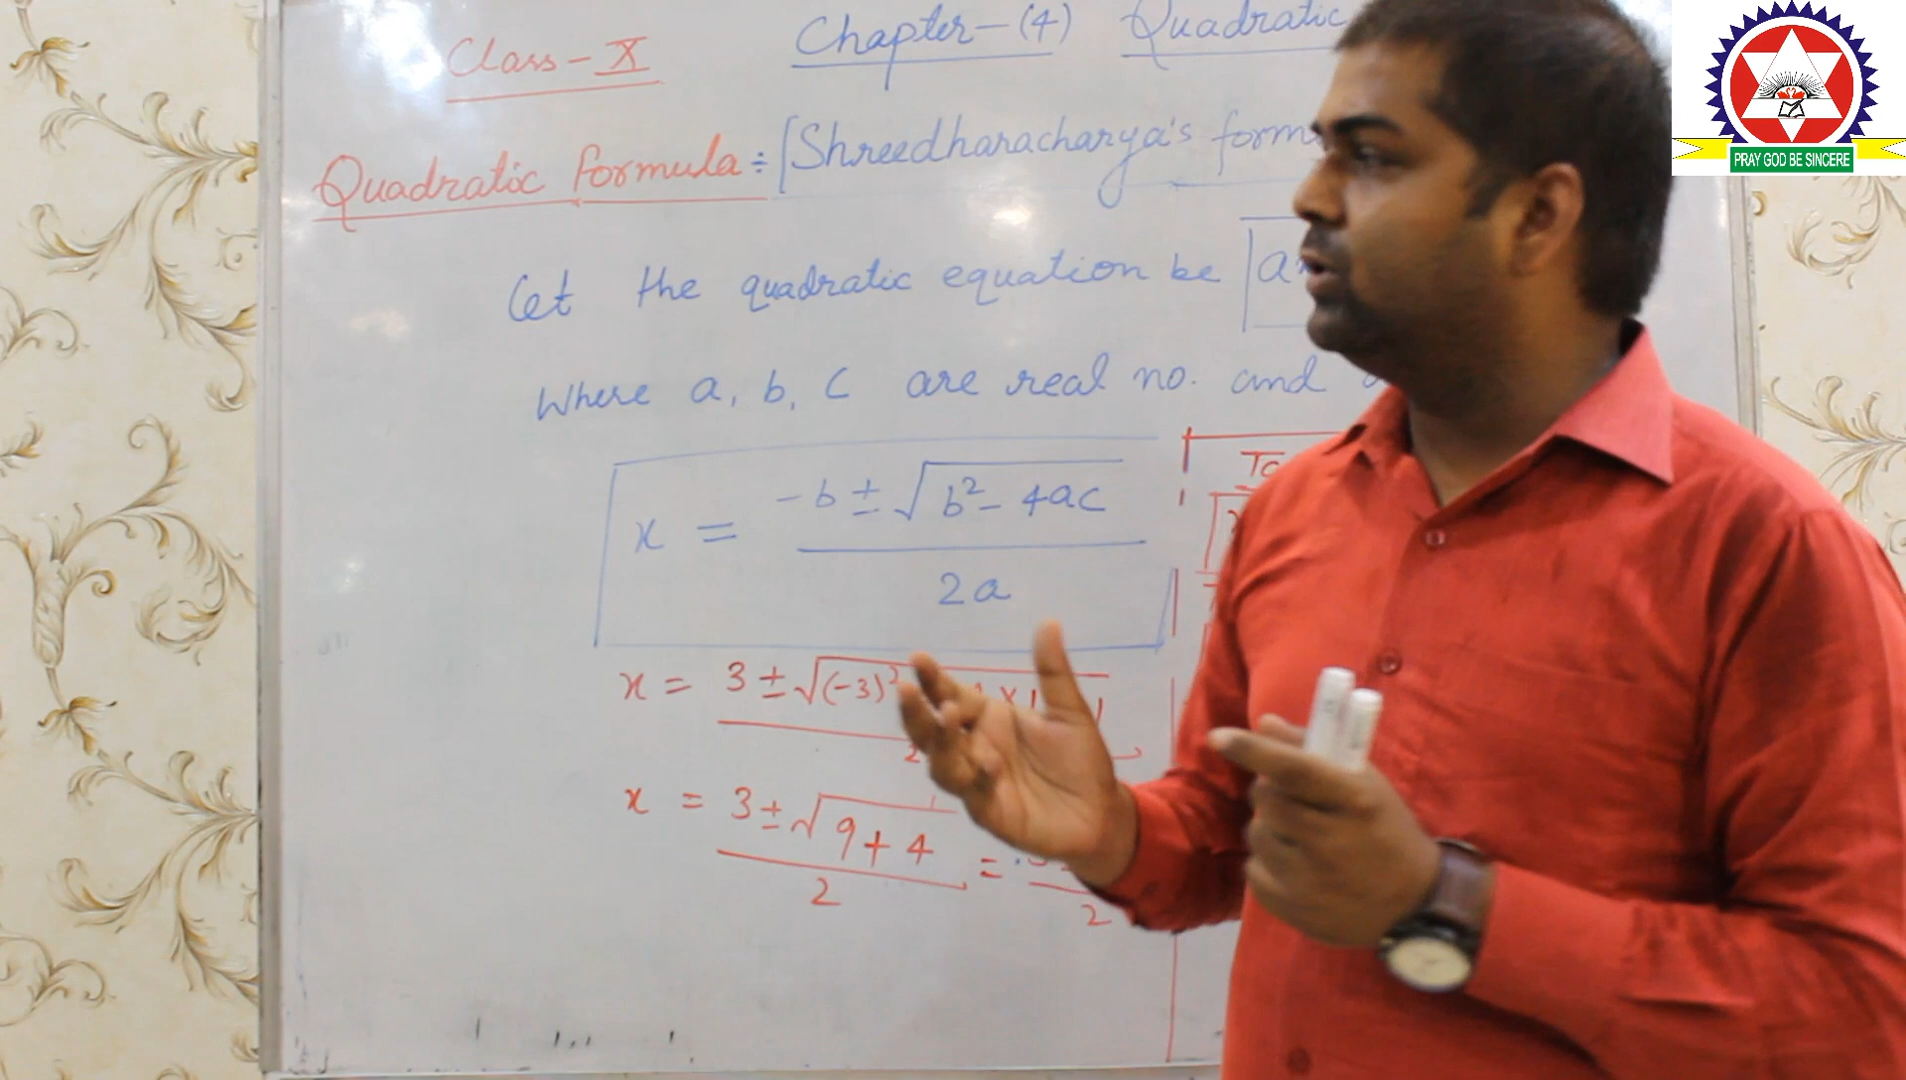 Class - X Chapter-(4) Quadratic
Quadratic formula :- [Shreedharacharya's form
Let the quadratic equation be
Where a, b, c are real no. and
x = -b ± √b² - 4ac / 2a
x = 3 ± √(-3)²
x = 3 ± √9 + 4 / 2 = / 2
PRAY GOD BE SINCERE